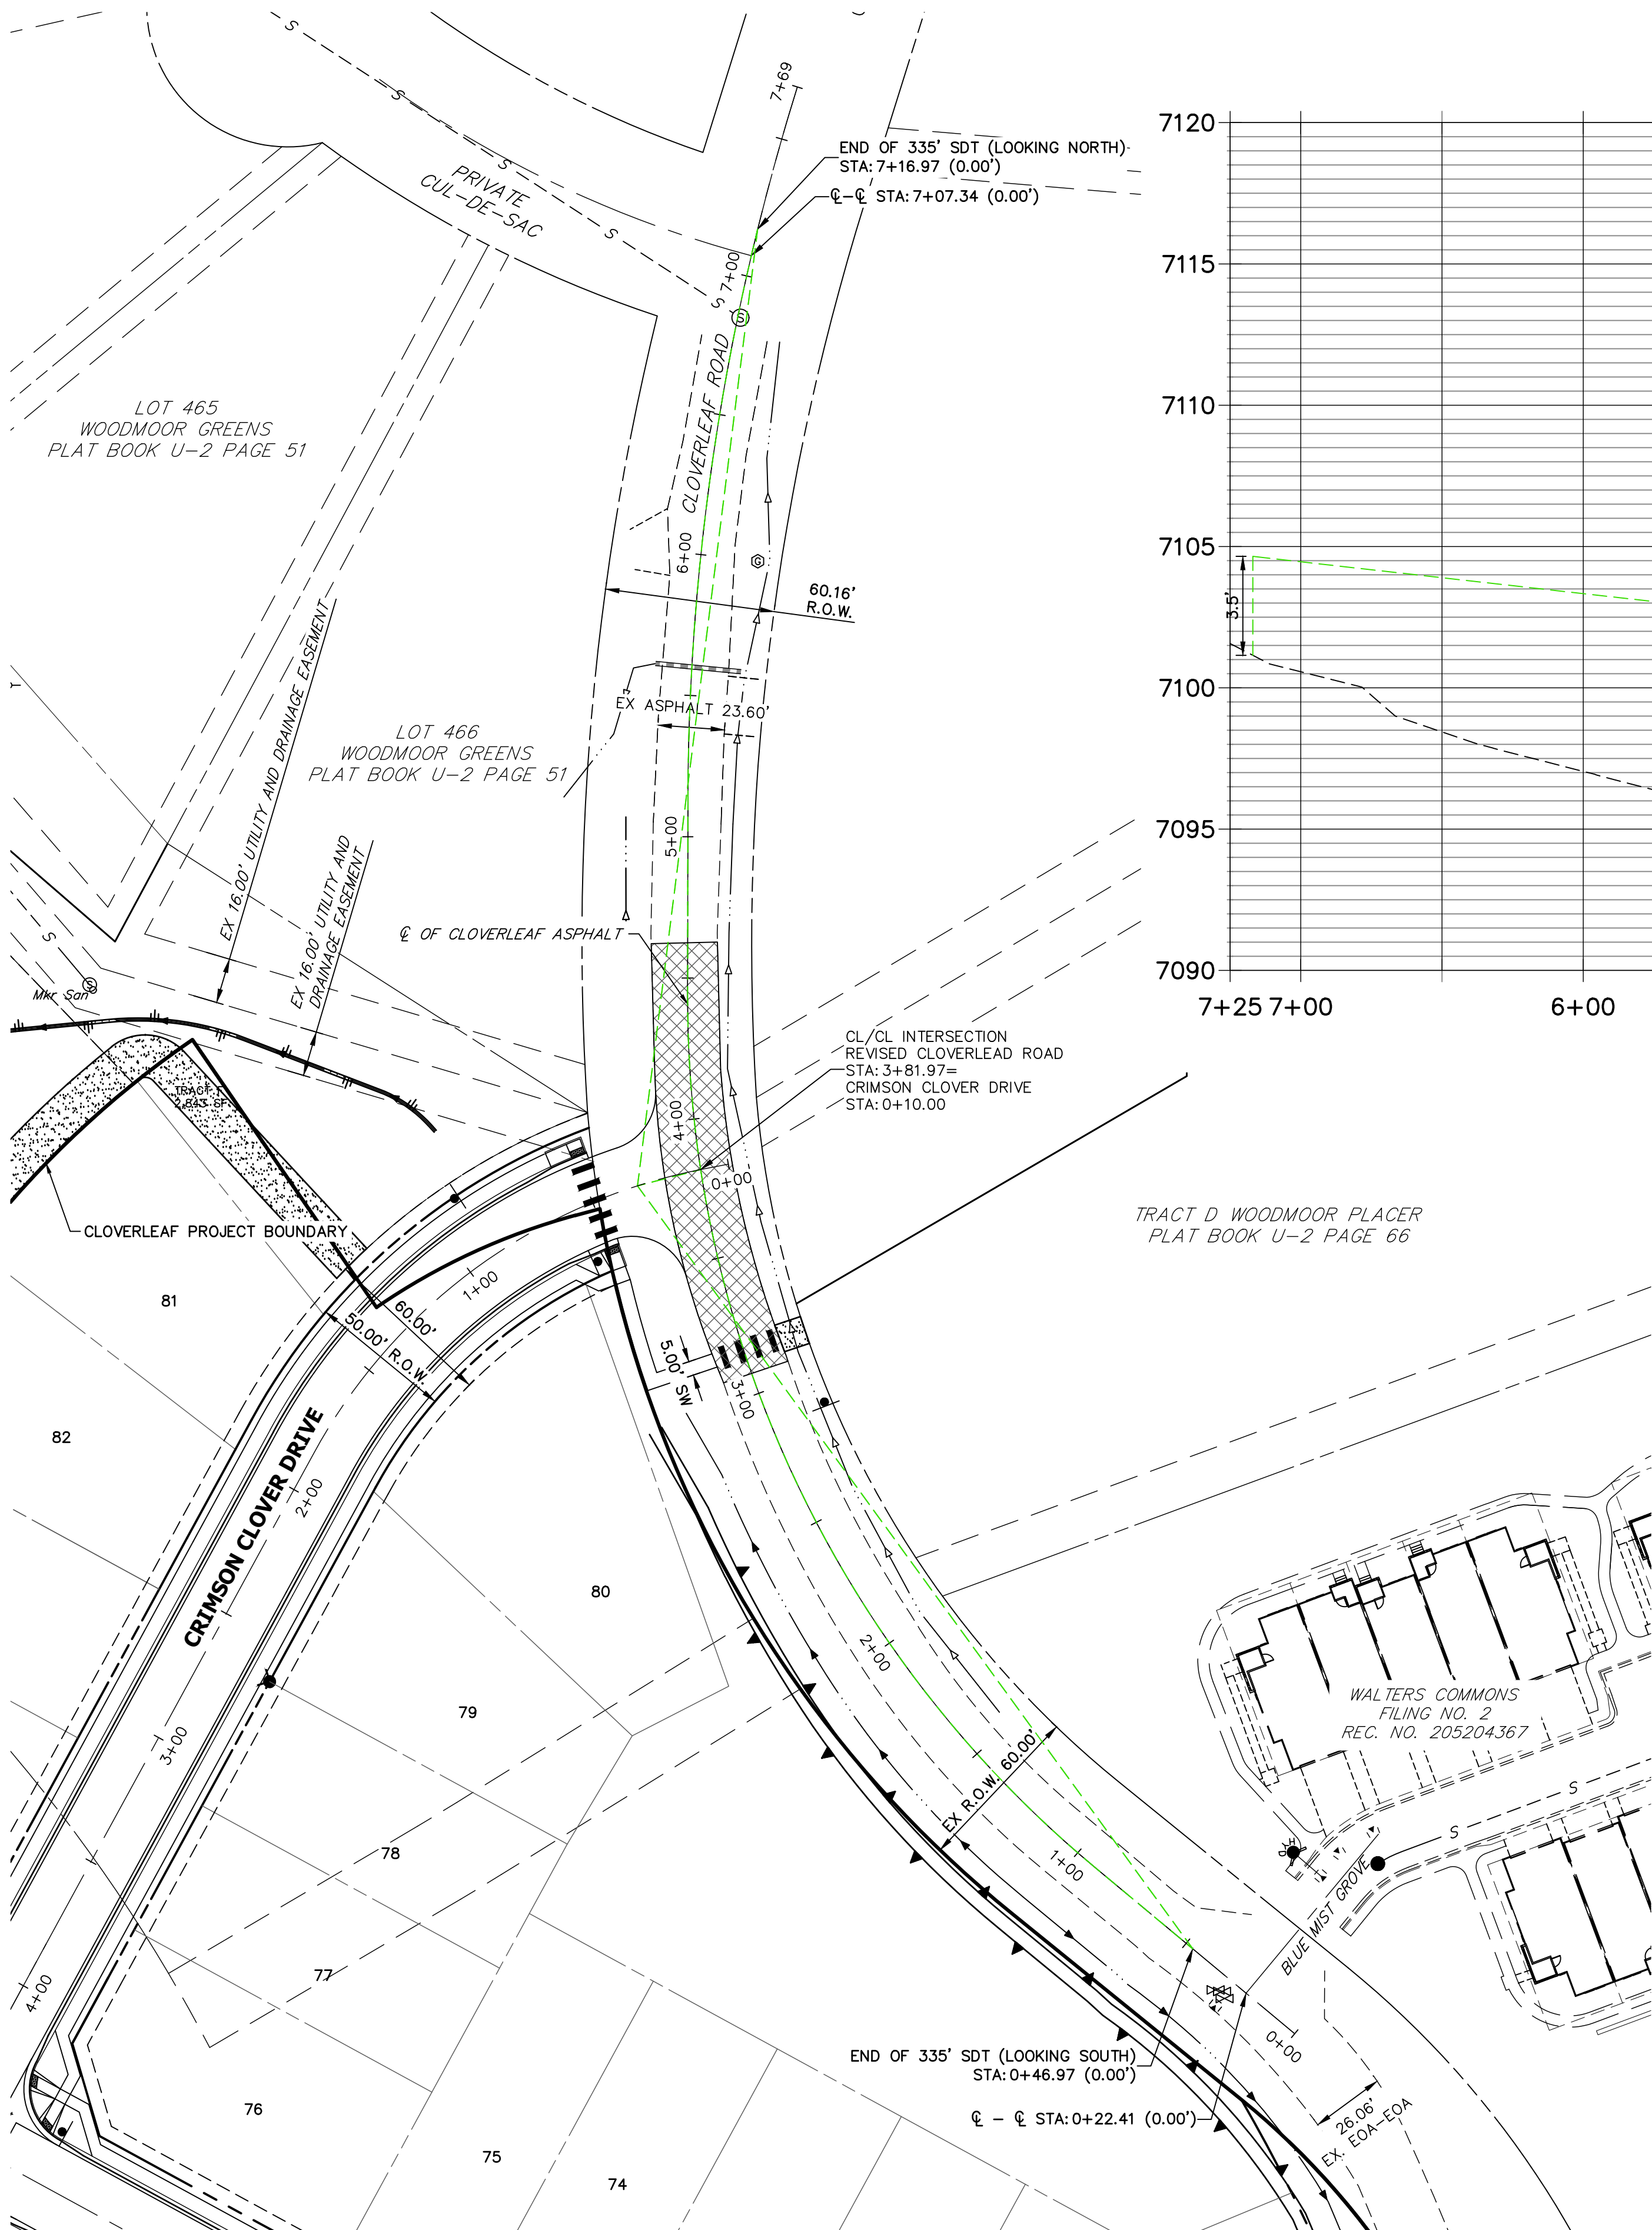 7+69
END OF 335' SDT (LOOKING NORTH)
STA: 7+16.97 (0.00')
℄-℄ STA: 7+07.34 (0.00')
PRIVATE
CUL-DE-SAC
S
S
S
S
S
7+00
S
CLOVERLEAF ROAD
LOT 465
WOODMOOR GREENS
PLAT BOOK U-2 PAGE 51
6+00
G
60.16'
R.O.W.
EX ASPHALT 23.60'
LOT 466
WOODMOOR GREENS
PLAT BOOK U-2 PAGE 51
EX 16.00' UTILITY AND DRAINAGE EASEMENT
EX 16.00' UTILITY AND
DRAINAGE EASEMENT
5+00
℄ OF CLOVERLEAF ASPHALT
S
S
Mkr San
7120
7115
7110
7105
3.5'
7100
7095
7090
7+25 7+00
6+00
CL/CL INTERSECTION
REVISED CLOVERLEAD ROAD
STA: 3+81.97=
CRIMSON CLOVER DRIVE
STA: 0+10.00
4+00
0+00
TRACT F
2,843 SF
CLOVERLEAF PROJECT BOUNDARY
TRACT D WOODMOOR PLACER
PLAT BOOK U-2 PAGE 66
81
1+00
60.00'
50.00' R.O.W.
5.00' SW
3+00
82
CRIMSON CLOVER DRIVE
2+00
80
2+00
79
3+00
EX R.O.W. 60.00'
WALTERS COMMONS
FILING NO. 2
REC. NO. 205204367
S
S
78
1+00
HYD
BLUE MIST GROVE
77
4+00
0+00
END OF 335' SDT (LOOKING SOUTH)
STA: 0+46.97 (0.00')
℄ - ℄ STA: 0+22.41 (0.00')
26.06'
EX. EOA-EOA
76
75
74